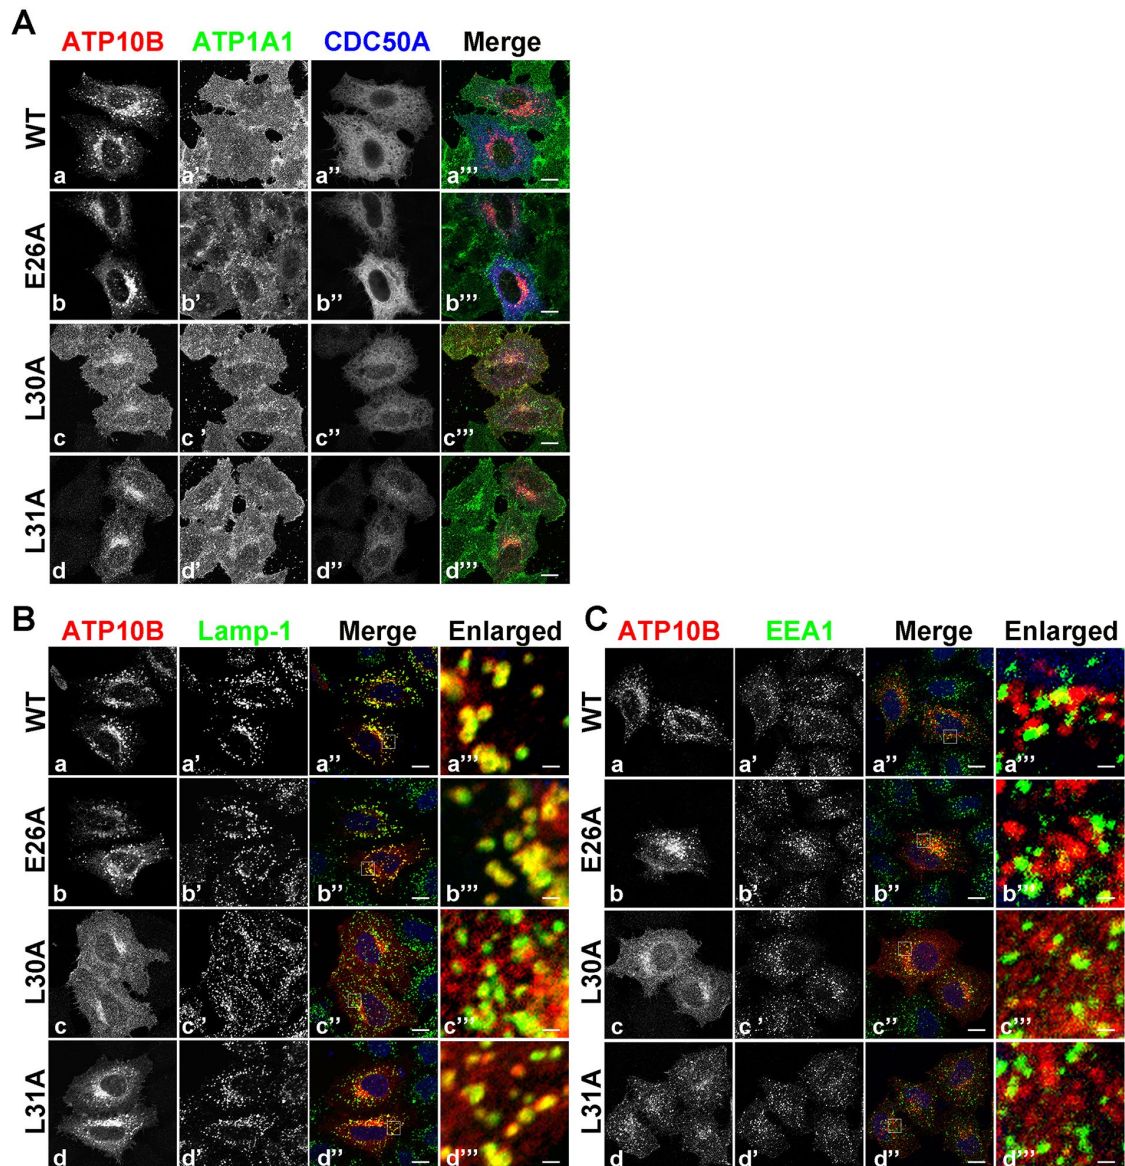 A
ATP10B ATP1A1 CDC50A Merge
WT
a a' a'' a'''
E26A
b b' b'' b'''
L30A
c c ' c'' c'''
L31A
d d' d'' d'''
B
ATP10B Lamp-1 Merge Enlarged
WT
a a' a'' a'''
E26A
b b' b'' b'''
L30A
c c' c'' c'''
L31A
d d' d'' d'''
C
ATP10B EEA1 Merge Enlarged
WT
a a' a'' a'''
E26A
b b' b'' b'''
L30A
c c ' c'' c'''
L31A
d d' d'' d'''